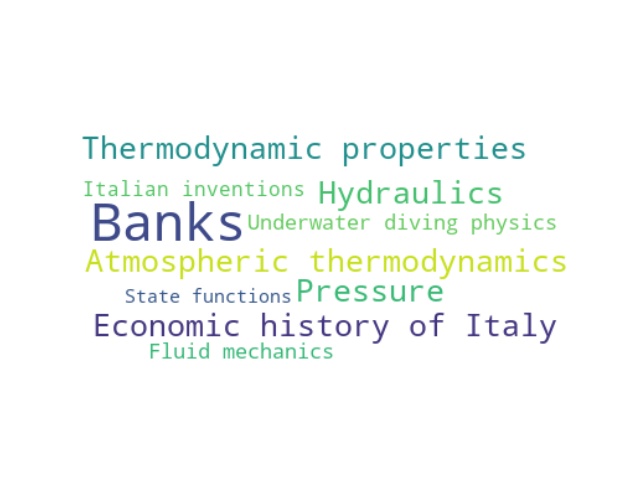 Thermodynamic properties
Italian inventions Hydraulics
Banks Underwater diving physics
Atmospheric thermodynamics
State functions Pressure
Economic history of Italy
Fluid mechanics